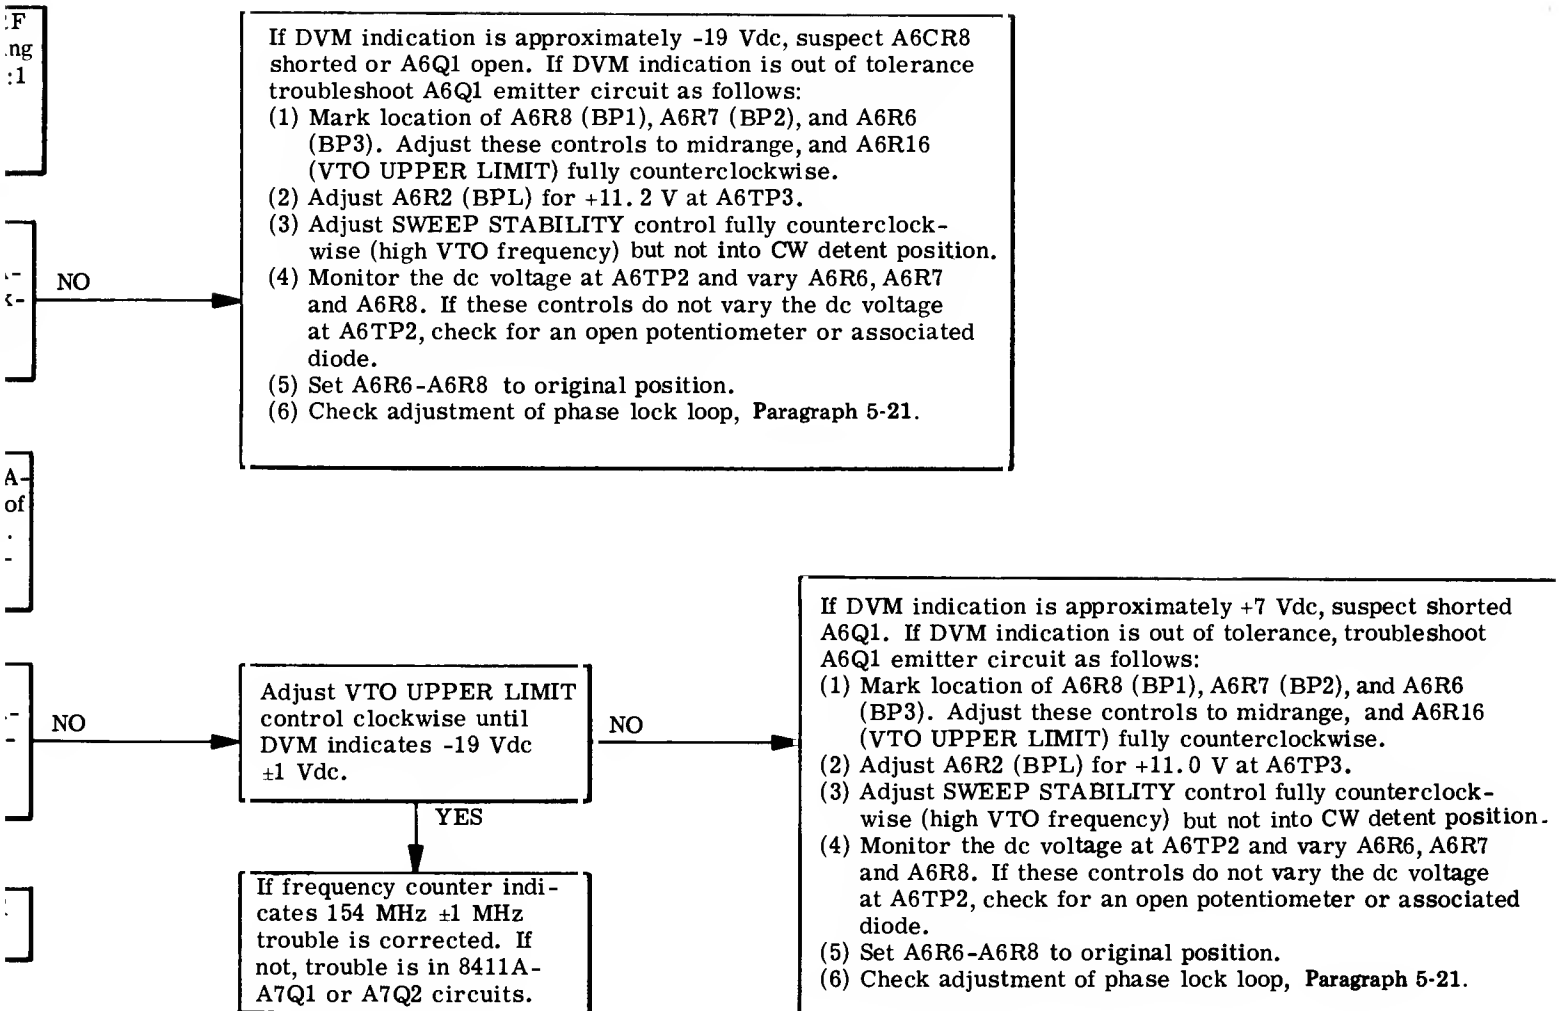 :F
.ng
:1
If DVM indication is approximately -19 Vdc, suspect A6CR8
shorted or A6Q1 open. If DVM indication is out of tolerance
troubleshoot A6Q1 emitter circuit as follows:
(1) Mark location of A6R8 (BP1), A6R7 (BP2), and A6R6
(BP3). Adjust these controls to midrange, and A6R16
(VTO UPPER LIMIT) fully counterclockwise.
(2) Adjust A6R2 (BPL) for +11.2 V at A6TP3.
(3) Adjust SWEEP STABILITY control fully counterclock-
wise (high VTO frequency) but not into CW detent position.
(4) Monitor the dc voltage at A6TP2 and vary A6R6, A6R7
and A6R8. If these controls do not vary the dc voltage
at A6TP2, check for an open potentiometer or associated
diode.
(5) Set A6R6-A6R8 to original position.
(6) Check adjustment of phase lock loop, Paragraph 5-21.
NO
A-
of
.
-
NO
Adjust VTO UPPER LIMIT
control clockwise until
DVM indicates -19 Vdc
±1 Vdc.
NO
YES
If frequency counter indi-
cates 154 MHz ±1 MHz
trouble is corrected. If
not, trouble is in 8411A-
A7Q1 or A7Q2 circuits.
If DVM indication is approximately +7 Vdc, suspect shorted
A6Q1. If DVM indication is out of tolerance, troubleshoot
A6Q1 emitter circuit as follows:
(1) Mark location of A6R8 (BP1), A6R7 (BP2), and A6R6
(BP3). Adjust these controls to midrange, and A6R16
(VTO UPPER LIMIT) fully counterclockwise.
(2) Adjust A6R2 (BPL) for +11.0 V at A6TP3.
(3) Adjust SWEEP STABILITY control fully counterclock-
wise (high VTO frequency) but not into CW detent position.
(4) Monitor the dc voltage at A6TP2 and vary A6R6, A6R7
and A6R8. If these controls do not vary the dc voltage
at A6TP2, check for an open potentiometer or associated
diode.
(5) Set A6R6-A6R8 to original position.
(6) Check adjustment of phase lock loop, Paragraph 5-21.